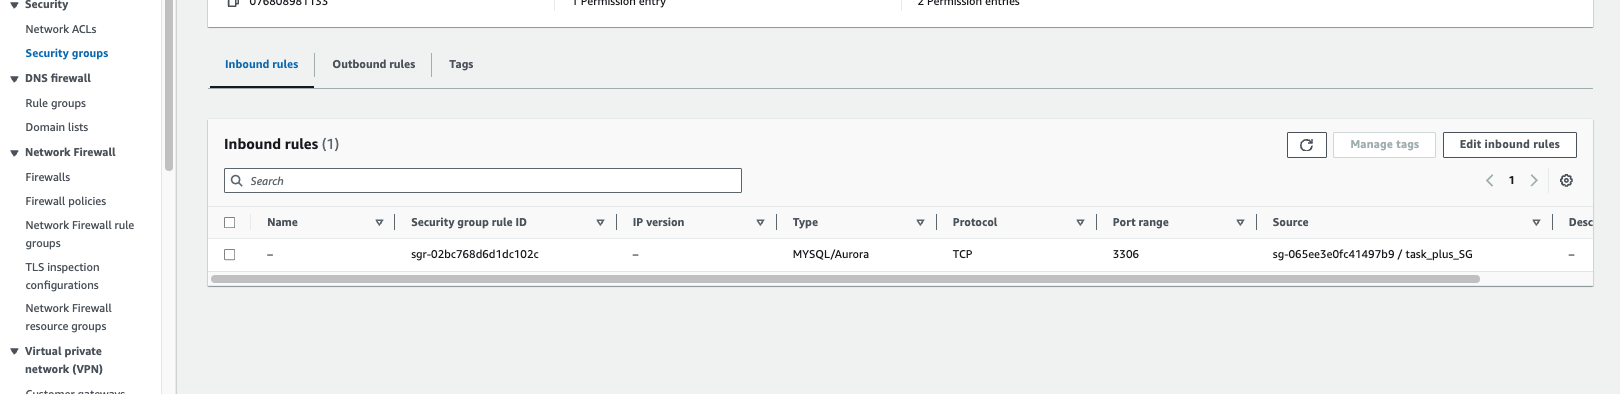 Security
Network ACLs
Security groups
DNS firewall
Rule groups
Domain lists
Network Firewall
Firewalls
Firewall policies
Network Firewall rule
groups
TLS inspection
configurations
Network Firewall
resource groups
Virtual private
network (VPN)
Customer gateways
076808981133
1 Permission entry
2 Permission entries
Inbound rules
Outbound rules
Tags
Inbound rules (1)
Manage tags
Edit inbound rules
Search
1
Name Security group rule ID IP version Type Protocol Port range Source Desc
– sgr-02bc768d6d1dc102c – MYSQL/Aurora TCP 3306 sg-065ee3e0fc41497b9 / task_plus_SG –